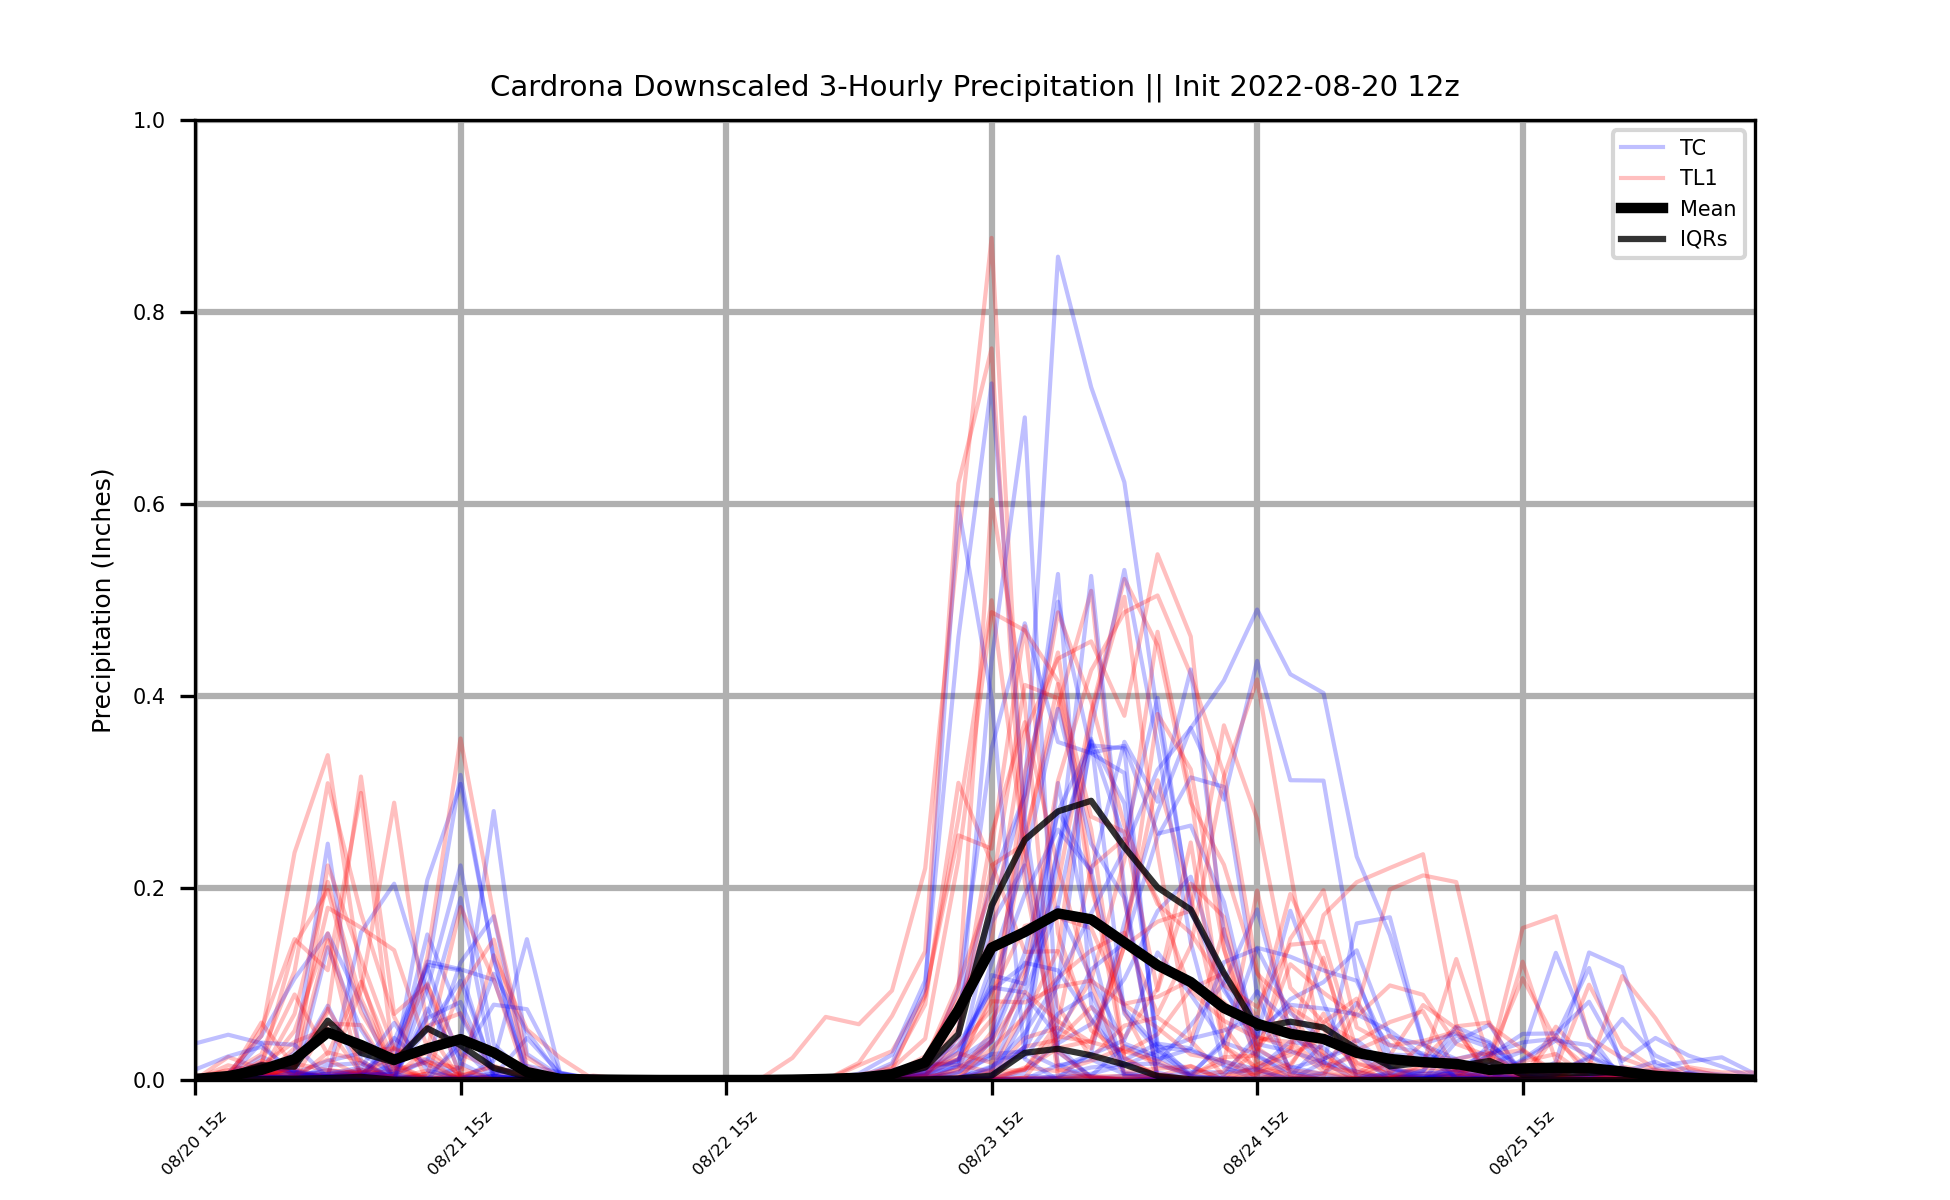 Cardrona Downscaled 3-Hourly Precipitation || Init 2022-08-20 12z
TC
TL1
Mean
IQRs
Precipitation (Inches)
1.0
0.8
0.6
0.4
0.2
0.0
08/20 15z
08/21 15z
08/22 15z
08/23 15z
08/24 15z
08/25 15z